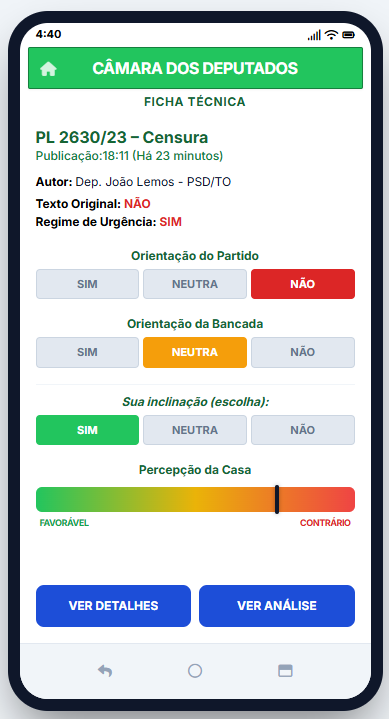 4:40
CÂMARA DOS DEPUTADOS
FICHA TÉCNICA
PL 2630/23 – Censura
Publicação:18:11 (Há 23 minutos)
Autor: Dep. João Lemos - PSD/TO
Texto Original: NÃO
Regime de Urgência: SIM
Orientação do Partido
SIM NEUTRA NÃO
Orientação da Bancada
SIM NEUTRA NÃO
Sua inclinação (escolha):
SIM NEUTRA NÃO
Percepção da Casa
FAVORÁVEL CONTRÁRIO
VER DETALHES VER ANÁLISE